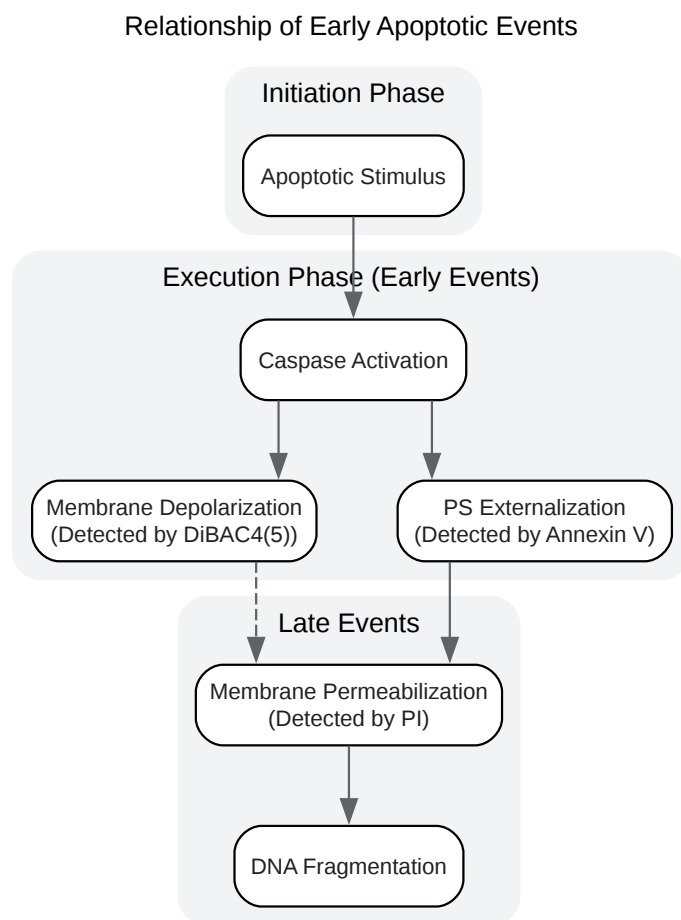 Relationship of Early Apoptotic Events
Initiation Phase
Apoptotic Stimulus
Execution Phase (Early Events)
Caspase Activation
Membrane Depolarization
(Detected by DiBAC4(5))
PS Externalization
(Detected by Annexin V)
Late Events
Membrane Permeabilization
(Detected by PI)
DNA Fragmentation